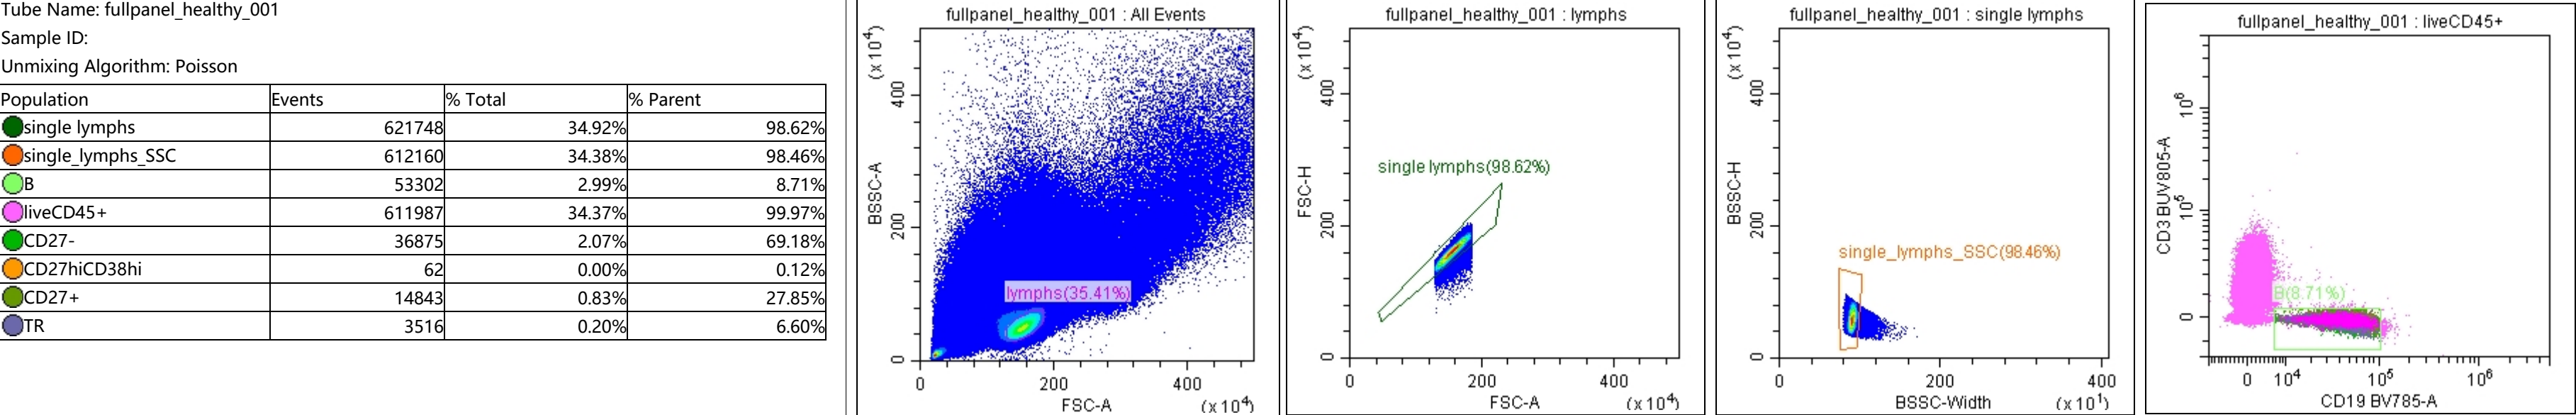 Tube Name: fullpanel_healthy_001
Sample ID:
Unmixing Algorithm: Poisson
Population Events % Total % Parent
single lymphs 621748 34.92% 98.62%
single_lymphs_SSC 612160 34.38% 98.46%
B 53302 2.99% 8.71%
liveCD45+ 611987 34.37% 99.97%
CD27- 36875 2.07% 69.18%
CD27hiCD38hi 62 0.00% 0.12%
CD27+ 14843 0.83% 27.85%
TR 3516 0.20% 6.60%
fullpanel_healthy_001 : All Events
(x 10⁴)
BSSC-A
400
200
0
lymphs(35.41%)
0 200 400
FSC-A (x 10⁴)
fullpanel_healthy_001 : lymphs
(x 10⁴)
FSC-H
400
200
0
single lymphs(98.62%)
0 200 400
FSC-A (x 10⁴)
fullpanel_healthy_001 : single lymphs
(x 10⁴)
BSSC-H
400
200
0
single_lymphs_SSC(98.46%)
0 200 400
BSSC-Width (x 10¹)
fullpanel_healthy_001 : liveCD45+
CD3 BUV805-A
10⁶
10⁵
0
B(8.71%)
0 10⁴ 10⁵ 10⁶
CD19 BV785-A